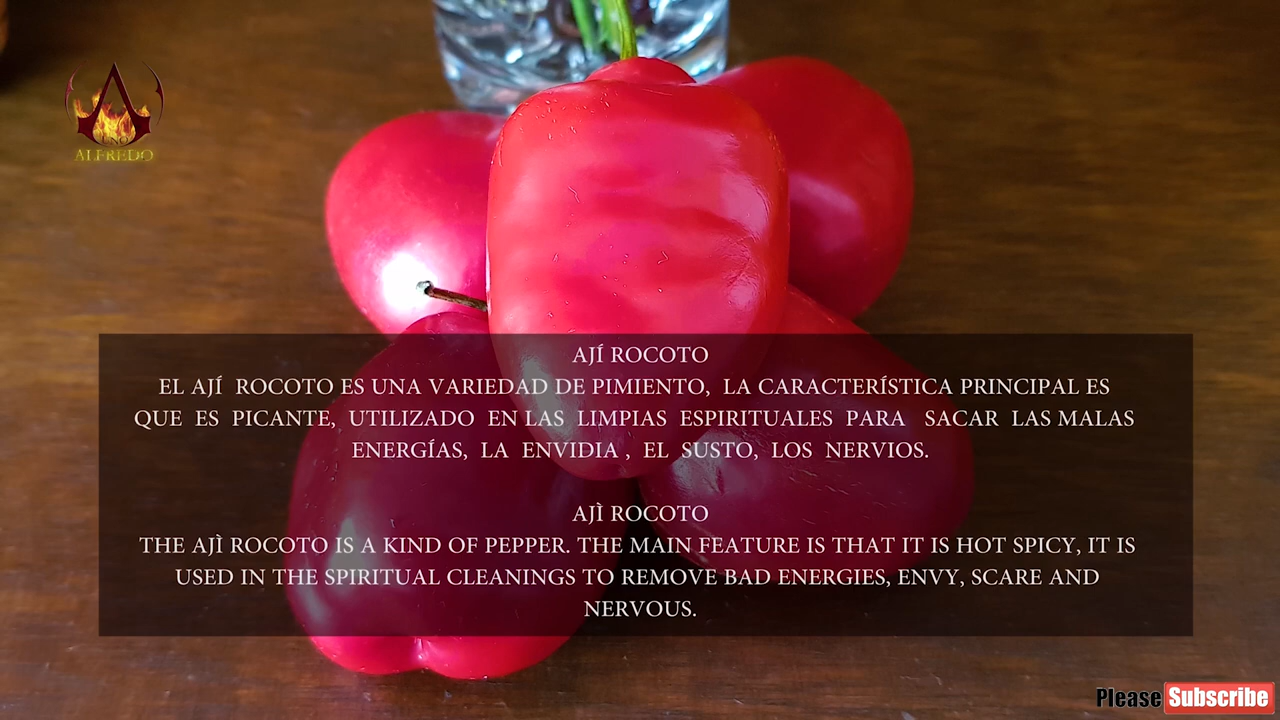 ALFREDO
AJÍ ROCOTO
EL AJÍ ROCOTO ES UNA VARIEDAD DE PIMIENTO, LA CARACTERÍSTICA PRINCIPAL ES
QUE ES PICANTE, UTILIZADO EN LAS LIMPIAS ESPIRITUALES PARA SACAR LAS MALAS
ENERGÍAS, LA ENVIDIA , EL SUSTO, LOS NERVIOS.
AJÌ ROCOTO
THE AJÌ ROCOTO IS A KIND OF PEPPER. THE MAIN FEATURE IS THAT IT IS HOT SPICY, IT IS
USED IN THE SPIRITUAL CLEANINGS TO REMOVE BAD ENERGIES, ENVY, SCARE AND
NERVOUS.
Please Subscribe